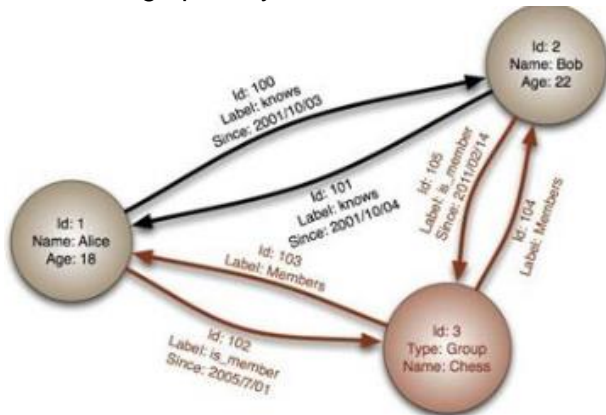 Id: 2
Name: Bob
Age: 22
Id: 100
Label: knows
Since: 2001/10/03
Id: 101
Label: knows
Since: 2001/10/04
Id: 105
Label: is_member
Since: 2011/02/14
Id: 104
Label: Members
Id: 1
Name: Alice
Age: 18
Id: 103
Label: Members
Id: 102
Label: is_member
Since: 2005/7/01
Id: 3
Type: Group
Name: Chess